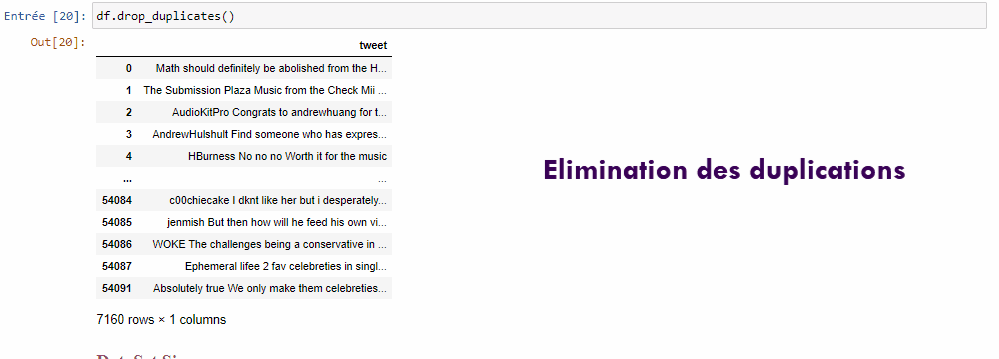 Entrée [20]: df.drop_duplicates()
Out[20]:
tweet
0 Math should definitely be abolished from the H...
1 The Submission Plaza Music from the Check Mii ...
2 AudioKitPro Congrats to andrewhuang for t...
3 AndrewHulshult Find someone who has expres...
4 HBurness No no no Worth it for the music
... ...
Elimination des duplications
54084 c00chiecake I dknt like her but i desperately...
54085 jenmish But then how will he feed his own vi...
54086 WOKE The challenges being a conservative in ...
54087 Ephemeral lifee 2 fav celebreties in singl...
54091 Absolutely true We only make them celebreties...
7160 rows × 1 columns